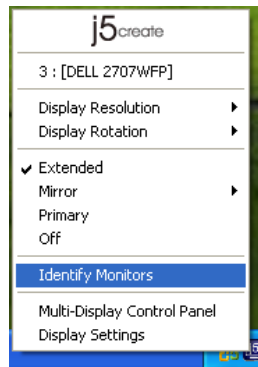 j5create
3 : [DELL 2707WFP]
Display Resolution
Display Rotation
Extended
Mirror
Primary
Off
Identify Monitors
Multi-Display Control Panel
Display Settings